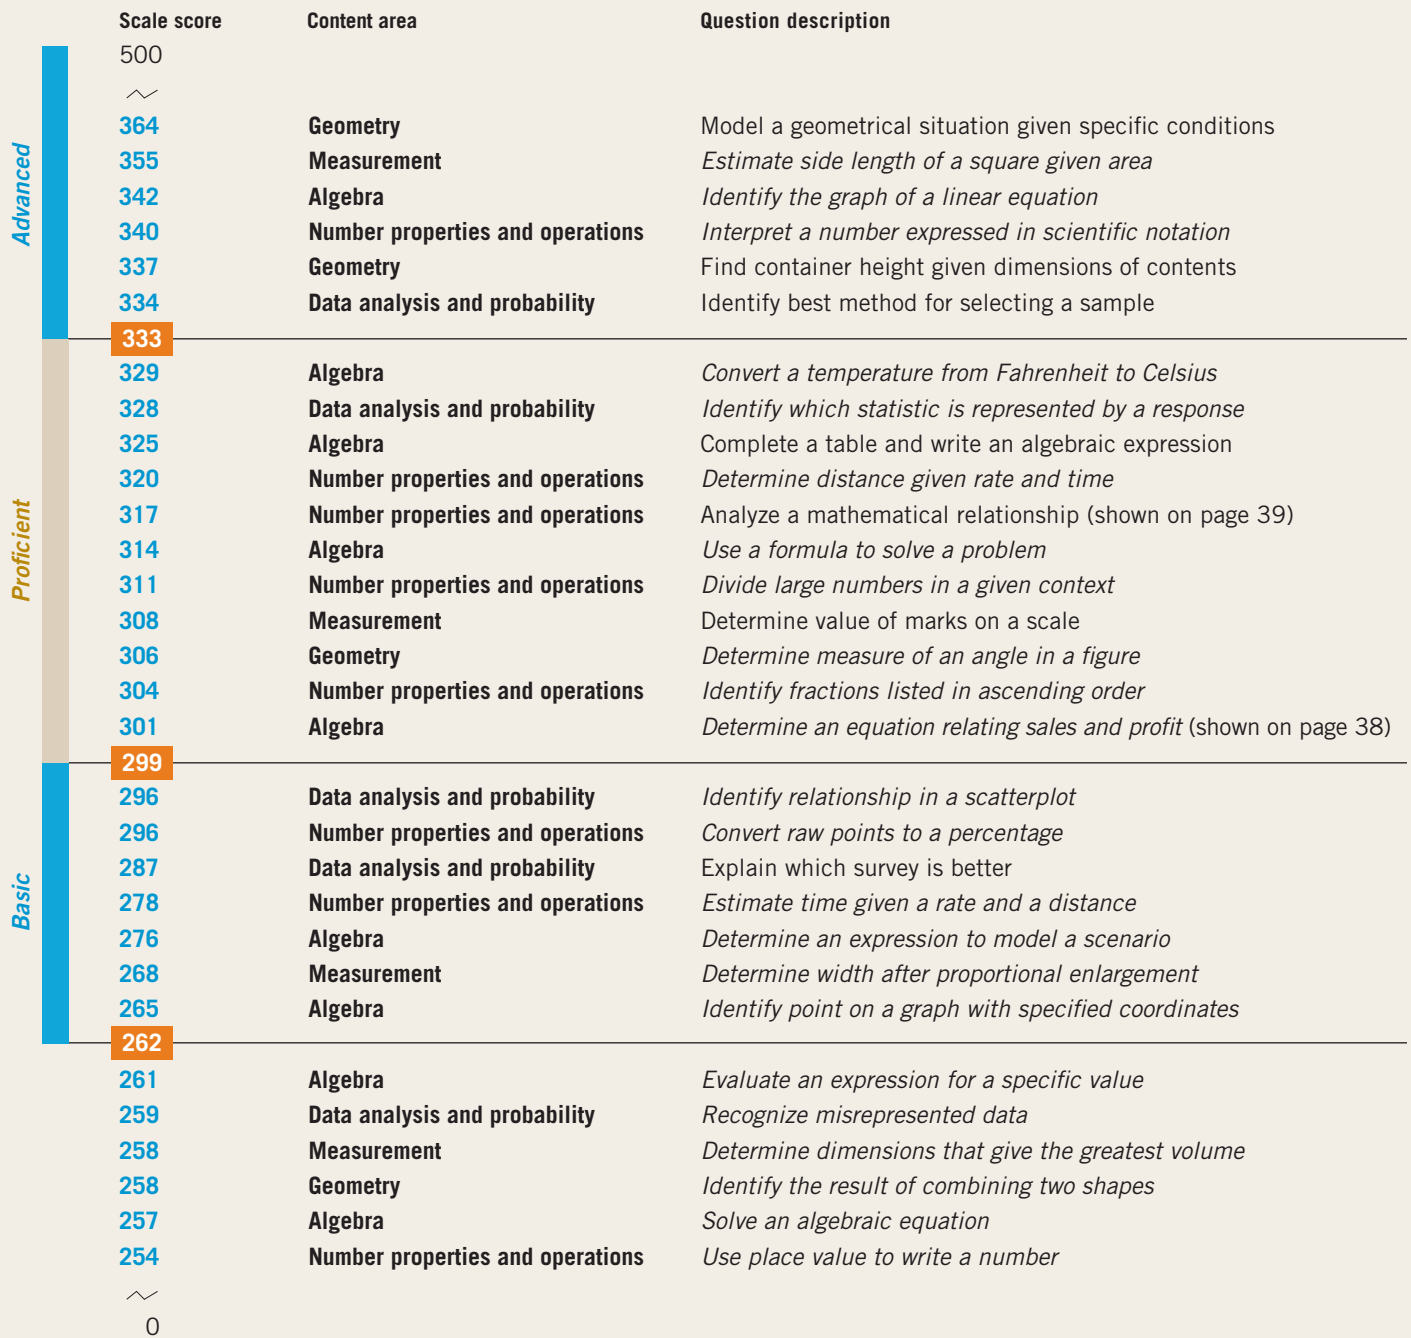 Scale score Content area Question description
500
364 Geometry Model a geometrical situation given specific conditions
355 Measurement Estimate side length of a square given area
342 Algebra Identify the graph of a linear equation
340 Number properties and operations Interpret a number expressed in scientific notation
337 Geometry Find container height given dimensions of contents
334 Data analysis and probability Identify best method for selecting a sample
Advanced
333
329 Algebra Convert a temperature from Fahrenheit to Celsius
328 Data analysis and probability Identify which statistic is represented by a response
325 Algebra Complete a table and write an algebraic expression
320 Number properties and operations Determine distance given rate and time
317 Number properties and operations Analyze a mathematical relationship (shown on page 39)
314 Algebra Use a formula to solve a problem
311 Number properties and operations Divide large numbers in a given context
308 Measurement Determine value of marks on a scale
306 Geometry Determine measure of an angle in a figure
304 Number properties and operations Identify fractions listed in ascending order
301 Algebra Determine an equation relating sales and profit (shown on page 38)
Proficient
299
296 Data analysis and probability Identify relationship in a scatterplot
296 Number properties and operations Convert raw points to a percentage
287 Data analysis and probability Explain which survey is better
278 Number properties and operations Estimate time given a rate and a distance
276 Algebra Determine an expression to model a scenario
268 Measurement Determine width after proportional enlargement
265 Algebra Identify point on a graph with specified coordinates
Basic
262
261 Algebra Evaluate an expression for a specific value
259 Data analysis and probability Recognize misrepresented data
258 Measurement Determine dimensions that give the greatest volume
258 Geometry Identify the result of combining two shapes
257 Algebra Solve an algebraic equation
254 Number properties and operations Use place value to write a number
0